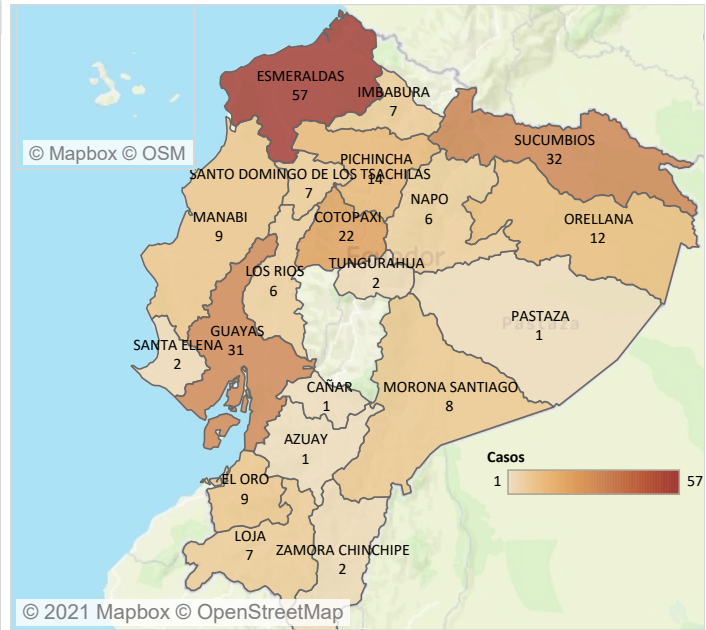 ESMERALDAS
57
IMBABURA
7
© Mapbox © OSM
SUCUMBIOS
32
PICHINCHA
14
SANTO DOMINGO DE LOS TSACHILAS
7
NAPO
6
MANABI
9
COTOPAXI
22
ORELLANA
12
Ecuador
TUNGURAHUA
2
LOS RIOS
6
PASTAZA
1
Pastaza
GUAYAS
31
SANTA ELENA
2
CAÑAR
1
MORONA SANTIAGO
8
AZUAY
1
Casos
1
57
EL ORO
9
LOJA
7
ZAMORA CHINCHIPE
2
© 2021 Mapbox © OpenStreetMap